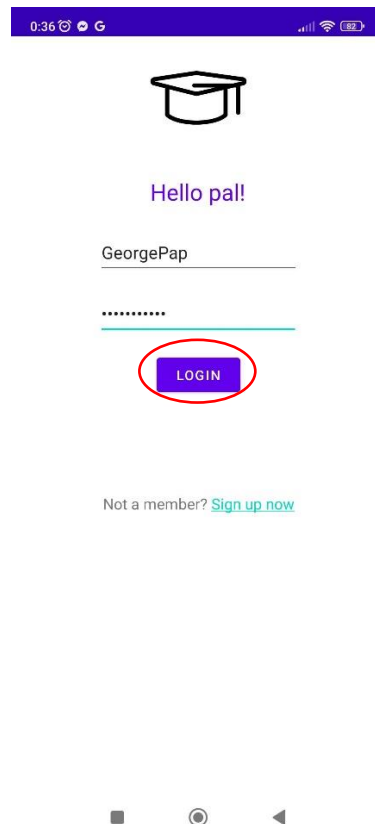 0:36 G 82
Hello pal!
GeorgePap
•••••••••••
LOGIN
Not a member? Sign up now